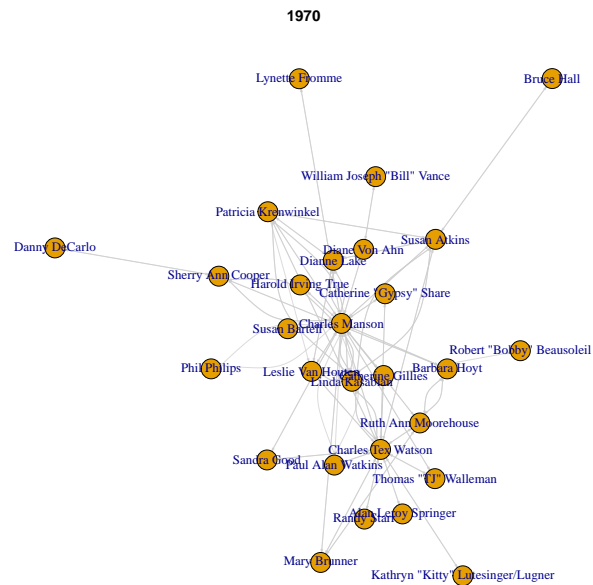 1970
Lynette Fromme
Bruce Hall
William Joseph "Bill" Vance
Patricia Krenwinkel
Susan Atkins
Danny DeCarlo
Diane Von Ahn
Dianne Lake
Sherry Ann Cooper
Harold Irving True
Catherine "Gypsy" Share
Charles Manson
Susan Bartell
Robert "Bobby" Beausoleil
Phil Philips
Leslie Van Houten
Catherine Gillies
Barbara Hoyt
Linda Kasabian
Ruth Ann Moorehouse
Charles Tex Watson
Sandra Good
Paul Alan Watkins
Thomas "TJ" Walleman
Alan Leroy Springer
Randy Starr
Mary Brunner
Kathryn "Kitty" Lutesinger/Lugner